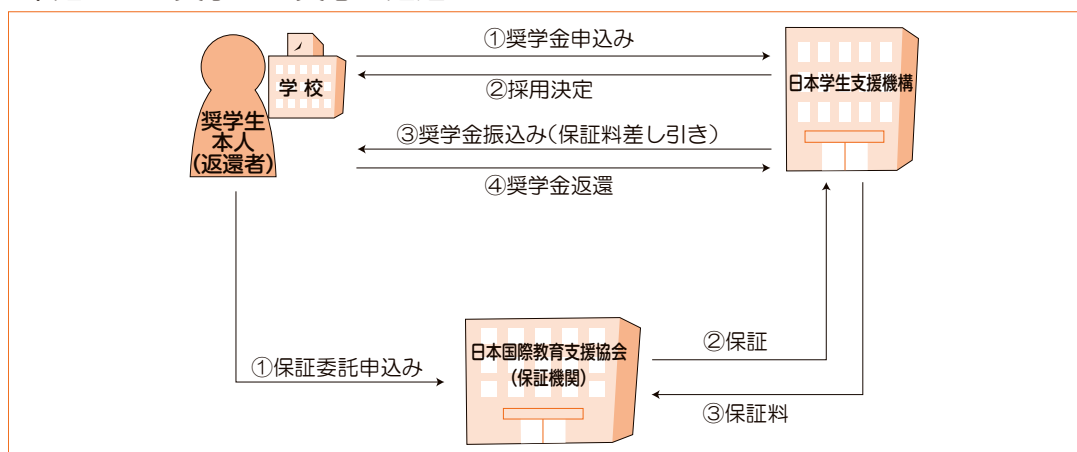 ①奨学金申込み
学校
②採用決定
日本学生支援機構
奨学生
本人
(返還者)
③奨学金振込み(保証料差し引き)
④奨学金返還
①保証委託申込み
日本国際教育支援協会
(保証機関)
②保証
③保証料